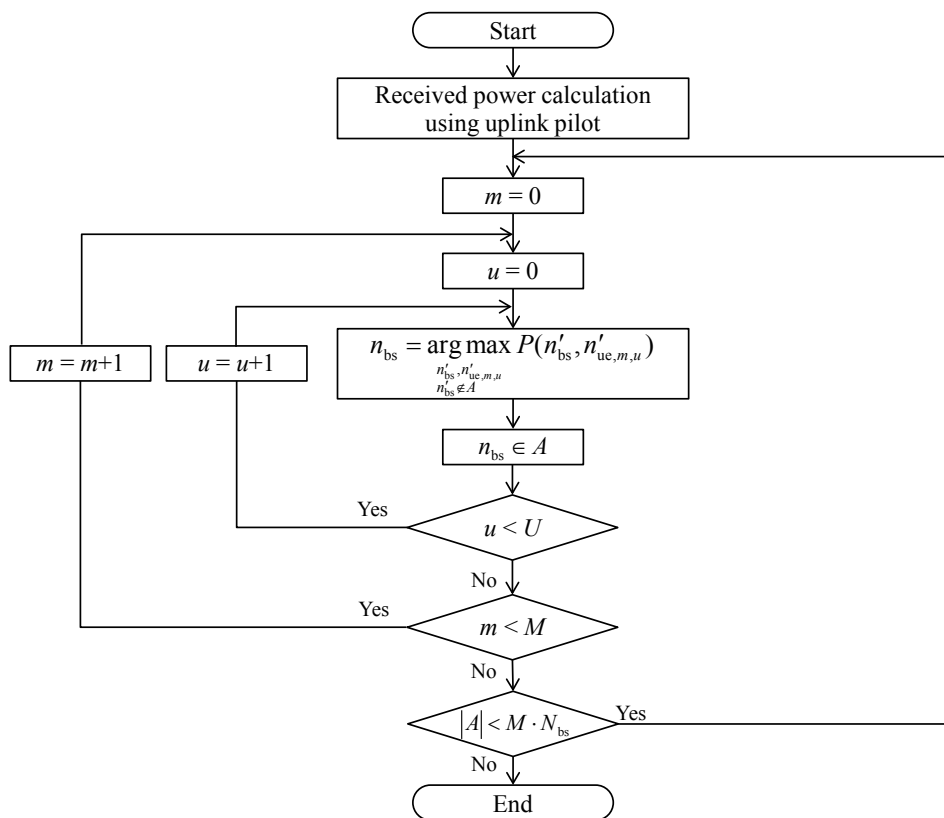 Start
Received power calculation
using uplink pilot
m = 0
u = 0
m = m+1
u = u+1
n_bs = arg max P(n′_bs, n′_ue,m,u)
n′_bs, n′_ue,m,u
n′_bs ∉ A
n_bs ∈ A
Yes
u < U
No
Yes
m < M
No
|A| < M · N_bs
Yes
No
End